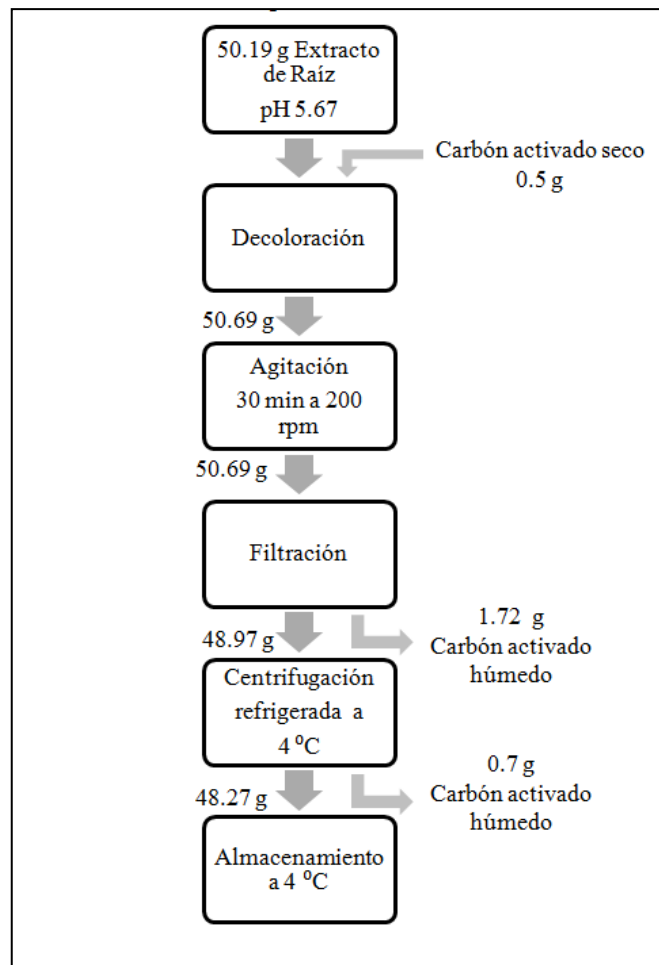 50.19 g Extracto
de Raíz
pH 5.67
Carbón activado seco
0.5 g
Decoloración
50.69 g
Agitación
30 min a 200
rpm
50.69 g
Filtración
1.72 g
Carbón activado
húmedo
48.97 g
Centrifugación
refrigerada a
4 ⁰C
0.7 g
Carbón activado
húmedo
48.27 g
Almacenamiento
a 4 ⁰C